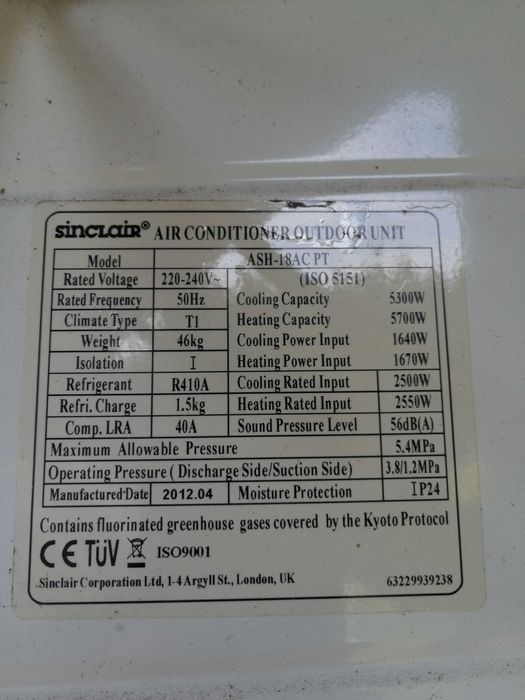 sinclair® AIR CONDITIONER OUTDOOR UNIT
Model ASH-18AC PT
Rated Voltage 220-240V~ (ISO 5151)
Rated Frequency 50Hz Cooling Capacity 5300W
Climate Type T1 Heating Capacity 5700W
Weight 46kg Cooling Power Input 1640W
Isolation I Heating Power Input 1670W
Refrigerant R410A Cooling Rated Input 2500W
Refri. Charge 1.5kg Heating Rated Input 2550W
Comp. LRA 40A Sound Pressure Level 56dB(A)
Maximum Allowable Pressure 5.4MPa
Operating Pressure ( Discharge Side/Suction Side) 3.8/1.2MPa
Manufactured Date 2012.04 Moisture Protection IP24
Contains fluorinated greenhouse gases covered by the Kyoto Protocol
CE TÜV ISO9001
Sinclair Corporation Ltd, 1-4 Argyll St., London, UK 63229939238